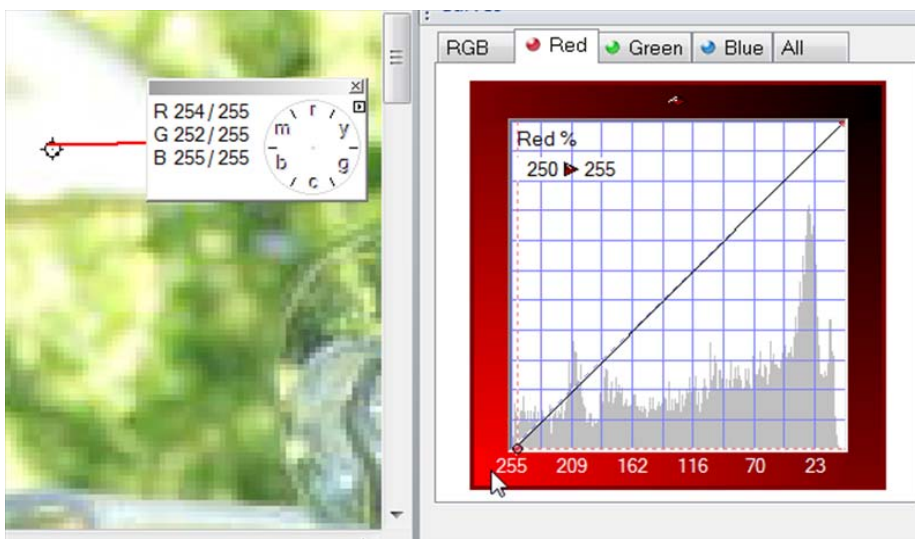 R 254/255
G 252/255
B 255/255
r
y
g
c
b
m
RGB
Red
Green
Blue
All
Red %
250 ▶ 255
255 209 162 116 70 23